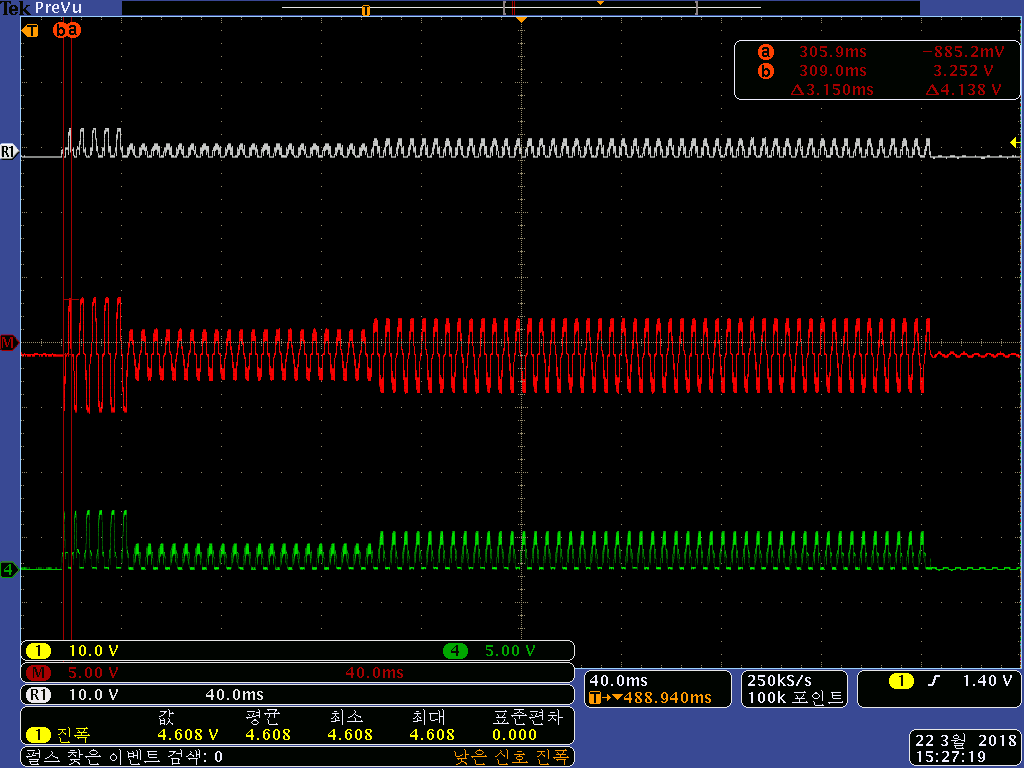 Tek PreVu
T
T b a
a 305.9ms −885.2mV
b 309.0ms 3.252 V
Δ3.150ms Δ4.138 V
R1
M
4
1 10.0 V 4 5.00 V
M 5.00 V 40.0ms
R1 10.0 V 40.0ms
값 평균 최소 최대 표준편차
1 진폭 4.608 V 4.608 4.608 4.608 0.000
펄스 찾은 이벤트 검색: 0 낮은 신호 진폭
40.0ms
T→▼488.940ms
250kS/s
100k 포인트
1 1.40 V
22 3월 2018
15:27:19